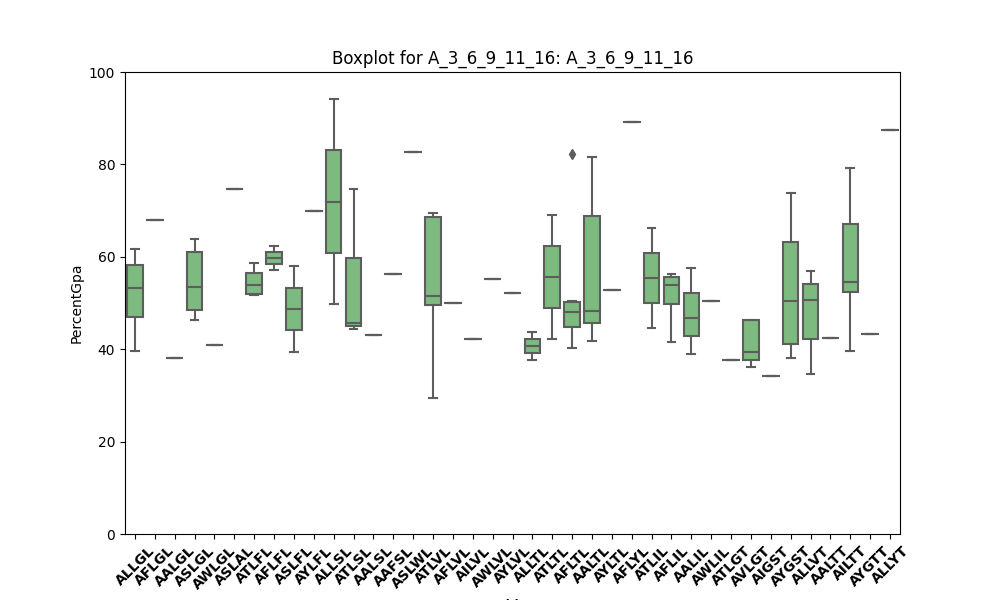 Boxplot for A_3_6_9_11_16: A_3_6_9_11_16
PercentGpa
100
80
60
40
20
0
ALLGL
AFLGL
AALGL
ASLGL
AWLGL
ASLAL
ATLFL
AFLFL
ASLFL
AYLFL
ALLSL
ATLSL
AALSL
AAFSL
ASLWL
ATLVL
AFLVL
AILVL
AWLVL
AYLVL
ALLTL
ATLTL
AFLTL
AALTL
AYLTL
AFLYL
ATLIL
AFLIL
AALIL
AWLIL
ATLGT
AVLGT
AIGST
AYGST
ALLVT
AALTT
AILTT
AYGTT
ALLYT